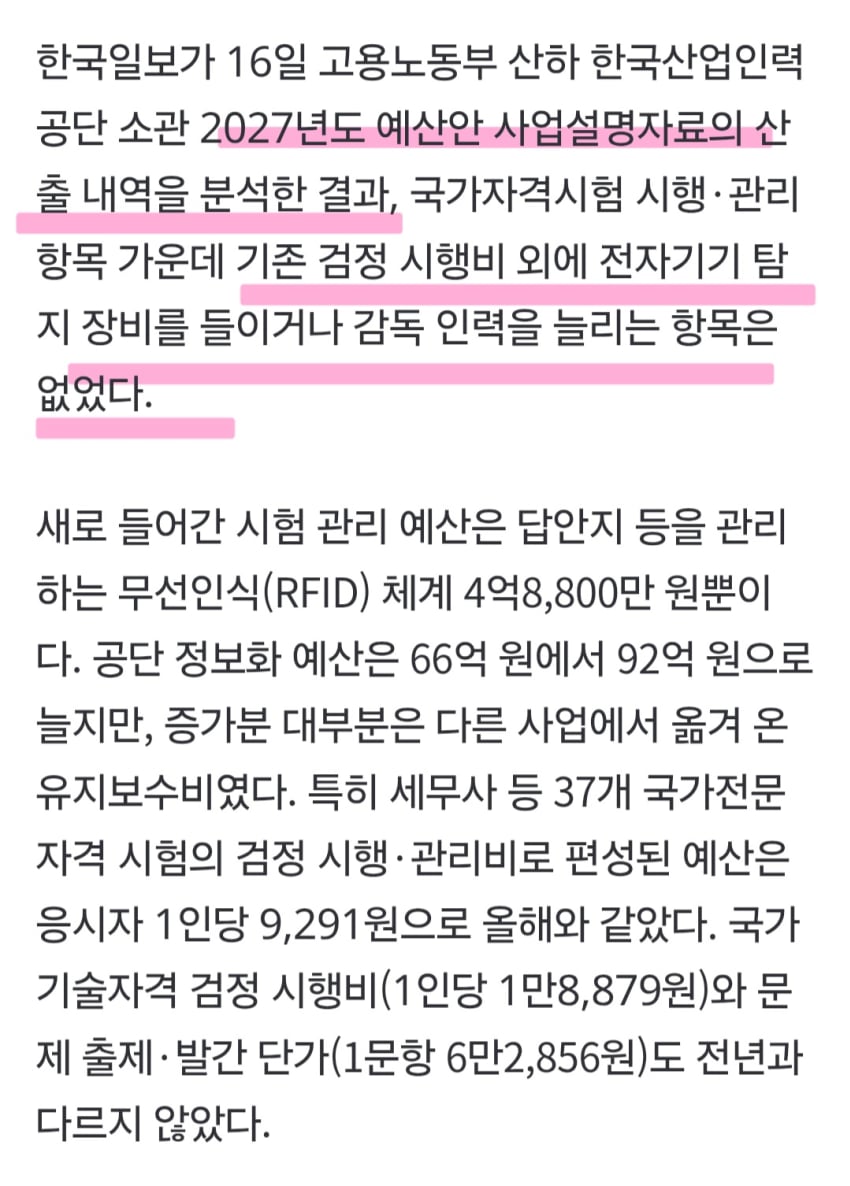 한국일보가 16일 고용노동부 산하 한국산업인력
공단 소관 2027년도 예산안 사업설명자료의 산
출 내역을 분석한 결과, 국가자격시험 시행·관리
항목 가운데 기존 검정 시행비 외에 전자기기 탐
지 장비를 들이거나 감독 인력을 늘리는 항목은
없었다.
새로 들어간 시험 관리 예산은 답안지 등을 관리
하는 무선인식(RFID) 체계 4억8,800만 원뿐이
다. 공단 정보화 예산은 66억 원에서 92억 원으로
늘지만, 증가분 대부분은 다른 사업에서 옮겨 온
유지보수비였다. 특히 세무사 등 37개 국가전문
자격 시험의 검정 시행·관리비로 편성된 예산은
응시자 1인당 9,291원으로 올해와 같았다. 국가
기술자격 검정 시행비(1인당 1만8,879원)와 문
제 출제·발간 단가(1문항 6만2,856원)도 전년과
다르지 않았다.